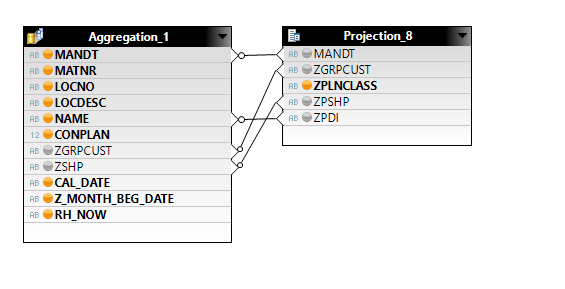 Aggregation_1
AB MANDT
AB MATNR
AB LOCNO
AB LOCDESC
AB NAME
12 CONPLAN
AB ZGRPCUST
AB ZSHP
AB CAL_DATE
AB Z_MONTH_BEG_DATE
AB RH_NOW
Projection_8
AB MANDT
AB ZGRPCUST
AB ZPLNCLASS
AB ZPSHP
AB ZPDI